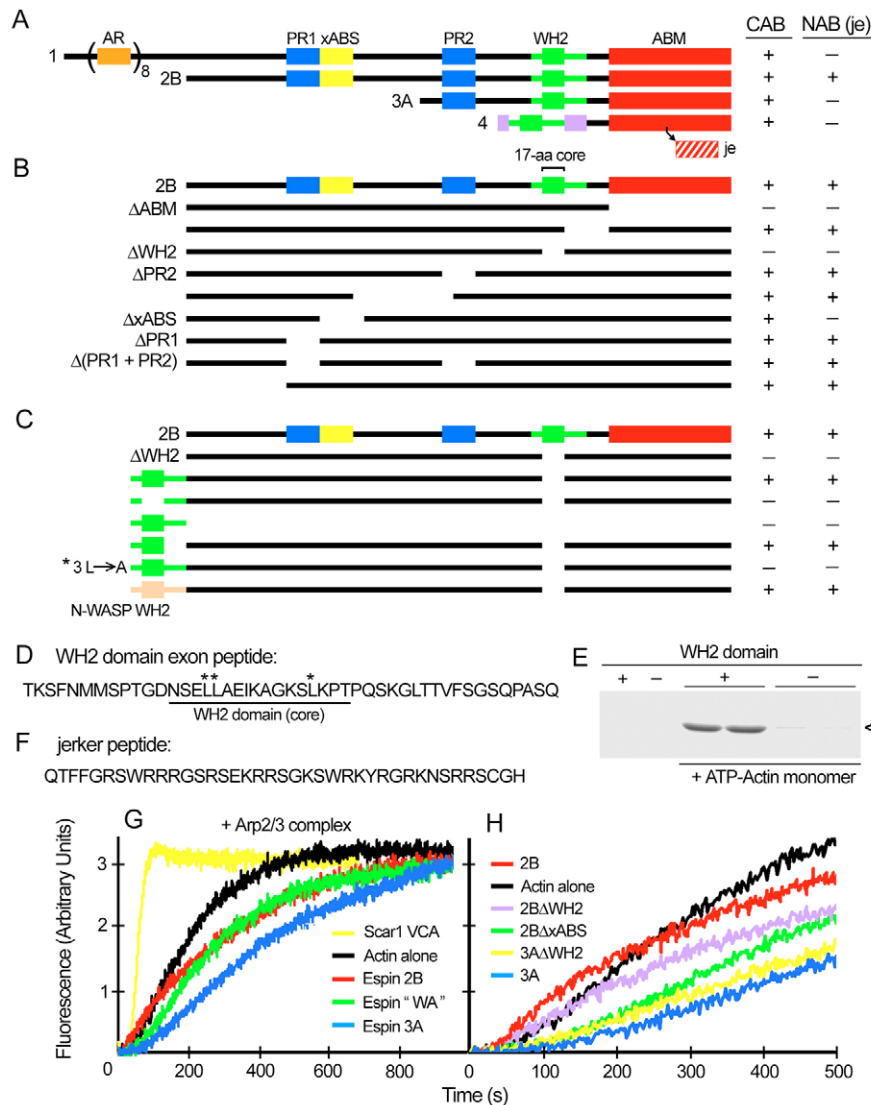 A
CAB NAB (je)
AR PR1 xABS PR2 WH2 ABM
1 ( ) 8 + —
2B + +
3A + —
4 + —
je
17-aa core
B
2B + +
ΔABM — —
+ +
ΔWH2 — —
ΔPR2 + +
+ +
ΔxABS + —
ΔPR1 + +
Δ(PR1 + PR2) + +
+ +
C
2B + +
ΔWH2 — —
+ +
— —
— —
+ +
* 3 L→A — —
+ +
N-WASP WH2
D WH2 domain exon peptide:
** *
TKSFNMMSPTGDNSELLAEIKAGKSLKPTPQSKGLTTVFSGSQPASQ
WH2 domain (core)
E
WH2 domain
+ — + —
<
+ ATP-Actin monomer
F jerker peptide:
QTFFGRSWRRRGSRSEKRRSGKSWRKYRGRKNSRRSCGH
G
+ Arp2/3 complex
Fluorescence (Arbitrary Units)
3
2
1
Scar1 VCA
Actin alone
Espin 2B
Espin "WA"
Espin 3A
0 200 400 600 800
H
2B
Actin alone
2BΔWH2
2BΔxABS
3AΔWH2
3A
0 100 200 300 400 500
Time (s)